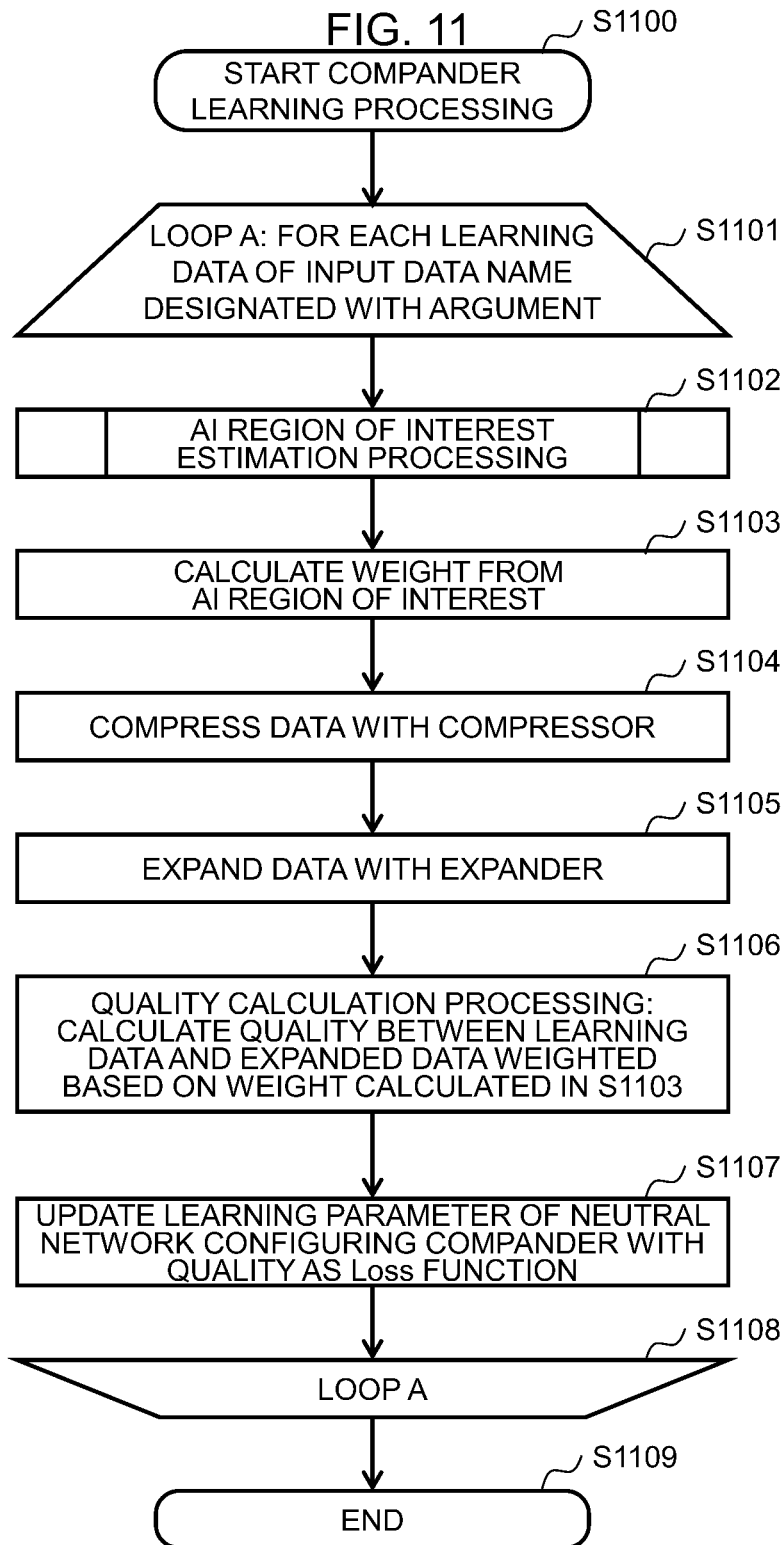 FIG. 11
S1100
START COMPANDER
LEARNING PROCESSING
S1101
LOOP A: FOR EACH LEARNING
DATA OF INPUT DATA NAME
DESIGNATED WITH ARGUMENT
S1102
AI REGION OF INTEREST
ESTIMATION PROCESSING
S1103
CALCULATE WEIGHT FROM
AI REGION OF INTEREST
S1104
COMPRESS DATA WITH COMPRESSOR
S1105
EXPAND DATA WITH EXPANDER
S1106
QUALITY CALCULATION PROCESSING:
CALCULATE QUALITY BETWEEN LEARNING
DATA AND EXPANDED DATA WEIGHTED
BASED ON WEIGHT CALCULATED IN S1103
S1107
UPDATE LEARNING PARAMETER OF NEUTRAL
NETWORK CONFIGURING COMPANDER WITH
QUALITY AS Loss FUNCTION
S1108
LOOP A
S1109
END